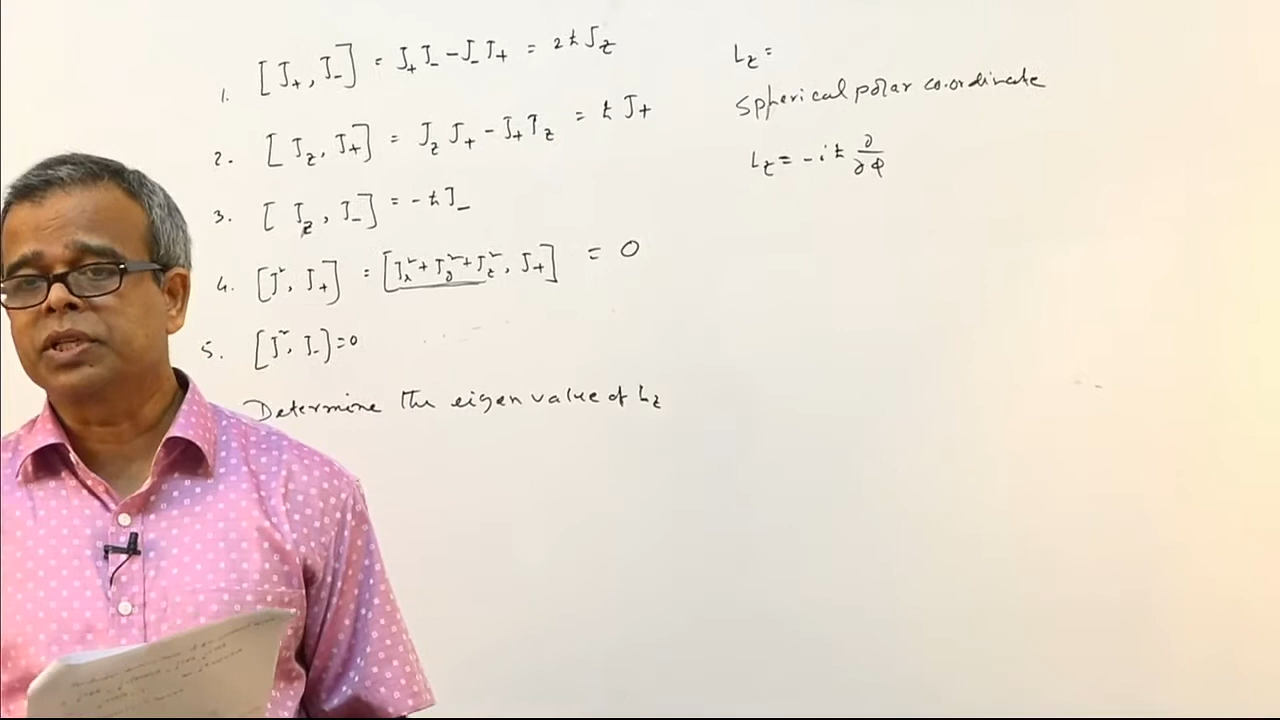 1. [J₊, J₋] = J₊J₋ − J₋J₊ = 2ħJz
2. [Jz, J₊] = JzJ₊ − J₊Jz = ħJ₊
3. [Jz, J₋] = −ħJ₋
4. [J², J₊] = [Jx² + Jy² + Jz², J₊] = 0
5. [J², J₋] = 0
Determine the eigen value of Lz
Lz =
Spherical polar co.ordinate
Lz = −iħ ∂/∂φ